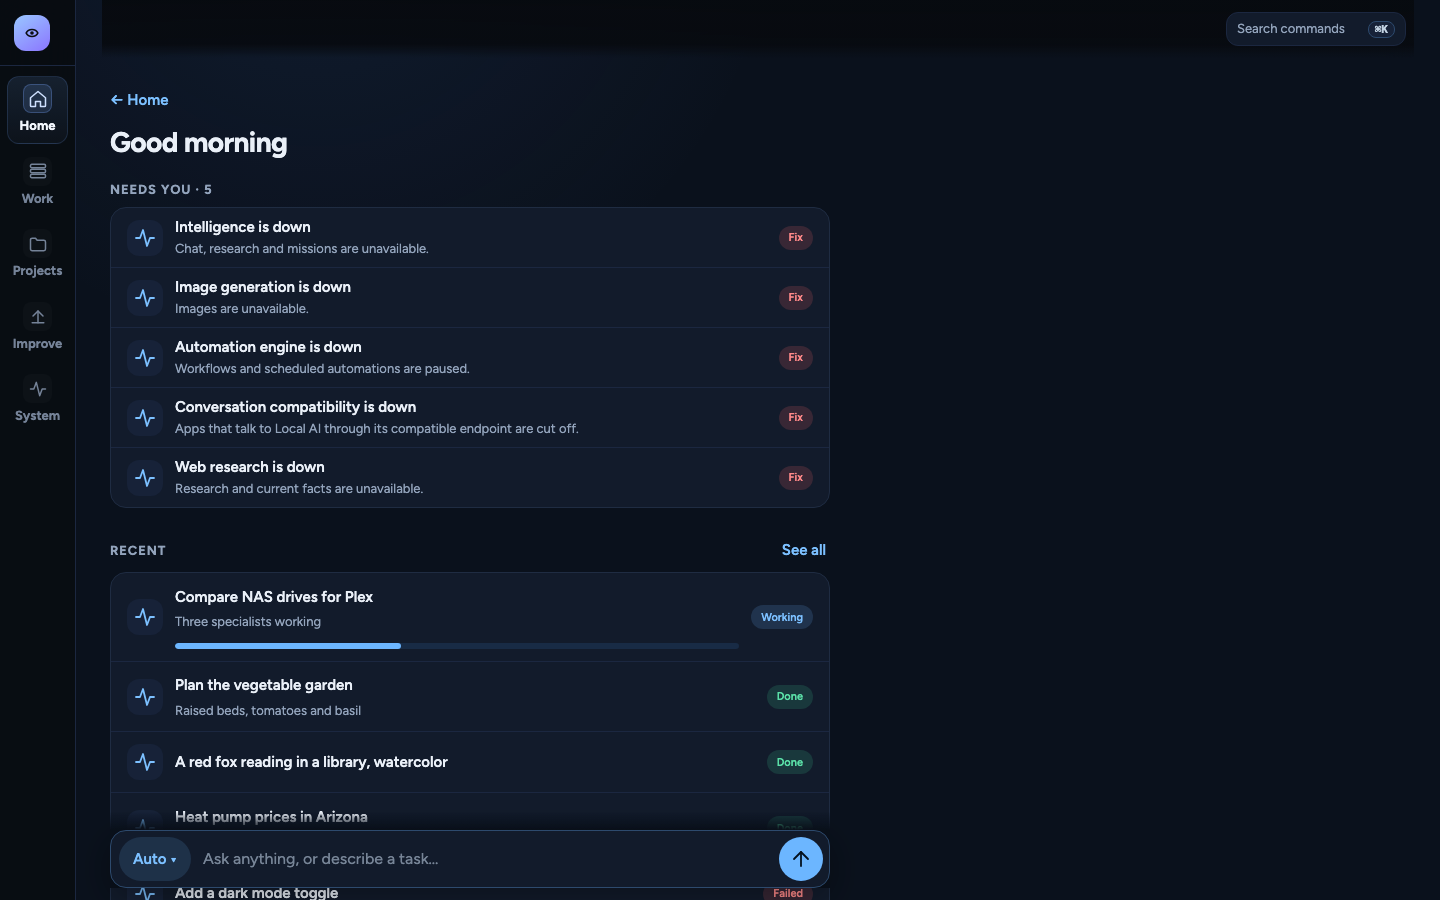 Search commands ⌘K
Home
Work
Projects
Improve
System
← Home
Good morning
NEEDS YOU · 5
Intelligence is down
Chat, research and missions are unavailable.
Fix
Image generation is down
Images are unavailable.
Fix
Automation engine is down
Workflows and scheduled automations are paused.
Fix
Conversation compatibility is down
Apps that talk to Local AI through its compatible endpoint are cut off.
Fix
Web research is down
Research and current facts are unavailable.
Fix
RECENT
See all
Compare NAS drives for Plex
Three specialists working
Working
Plan the vegetable garden
Raised beds, tomatoes and basil
Done
A red fox reading in a library, watercolor
Done
Heat pump prices in Arizona
Done
Auto ▾
Ask anything, or describe a task...
Add a dark mode toggle
Failed